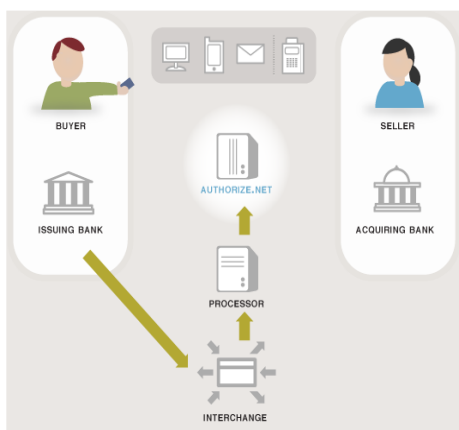 BUYER
SELLER
AUTHORIZE.NET
ISSUING BANK
ACQUIRING BANK
PROCESSOR
INTERCHANGE